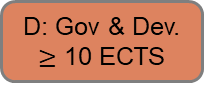 D: Gov & Dev.
≥ 10 ECTS